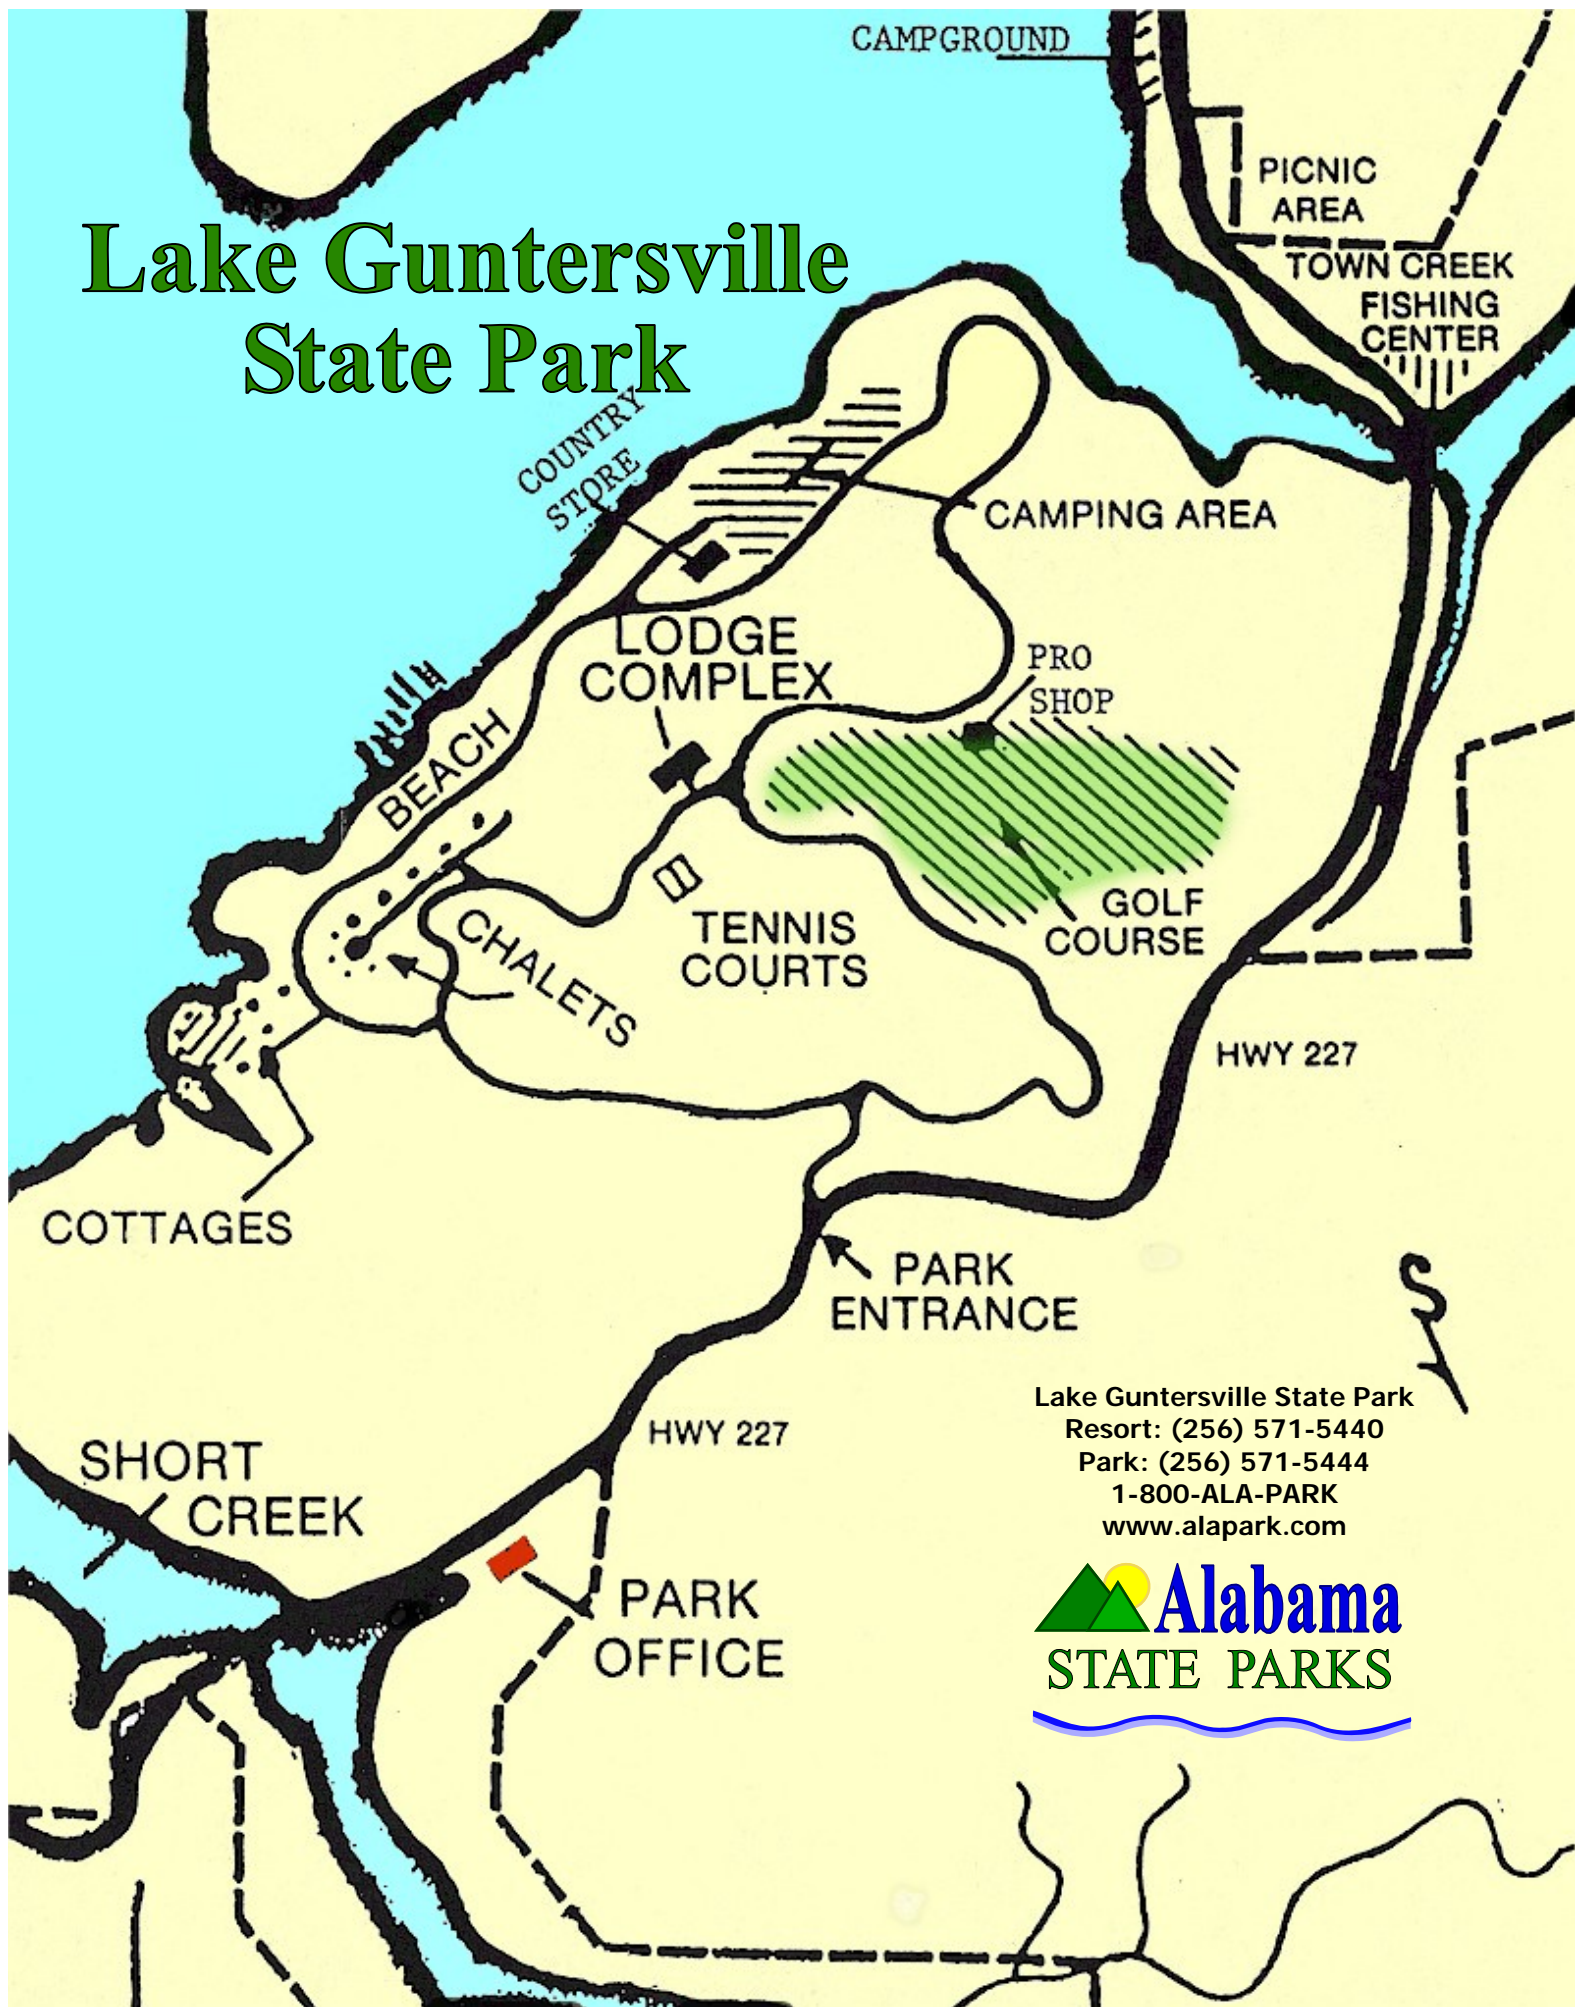 CAMPGROUND
PICNIC
AREA
TOWN CREEK
FISHING
CENTER
Lake Guntersville
State Park
COUNTRY
STORE
CAMPING AREA
LODGE
COMPLEX
PRO
SHOP
BEACH
GOLF
COURSE
TENNIS
COURTS
CHALETS
HWY 227
COTTAGES
PARK
ENTRANCE
S
Lake Guntersville State Park
Resort: (256) 571-5440
Park: (256) 571-5444
1-800-ALA-PARK
www.alapark.com
HWY 227
SHORT
CREEK
PARK
OFFICE
Alabama
STATE PARKS